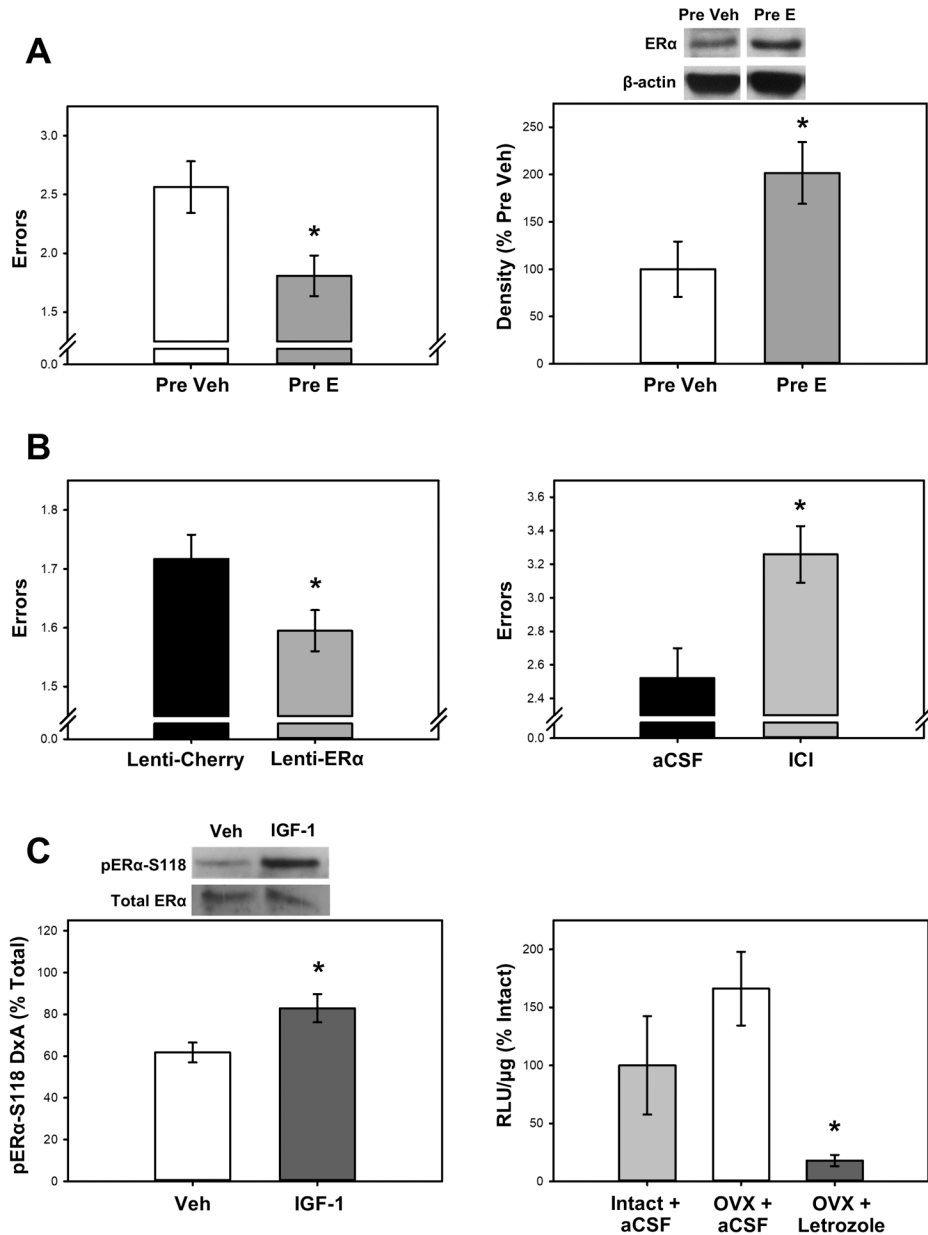 A
Errors
3.0
2.5
2.0
1.5
0.0
*
Pre Veh Pre E
Pre Veh Pre E
ERα
β-actin
Density (% Pre Veh)
250
200
150
100
50
0
*
Pre Veh Pre E
B
Errors
1.8
1.7
1.6
1.5
0.0
*
Lenti-Cherry Lenti-ERα
Errors
3.6
3.4
3.2
3.0
2.8
2.6
2.4
0.0
*
aCSF ICI
C
Veh IGF-1
pERα-S118
Total ERα
pERα-S118 DxA (% Total)
120
100
80
60
40
20
0
*
Veh IGF-1
RLU/µg (% Intact)
200
150
100
50
0
*
Intact + OVX + OVX +
aCSF aCSF Letrozole